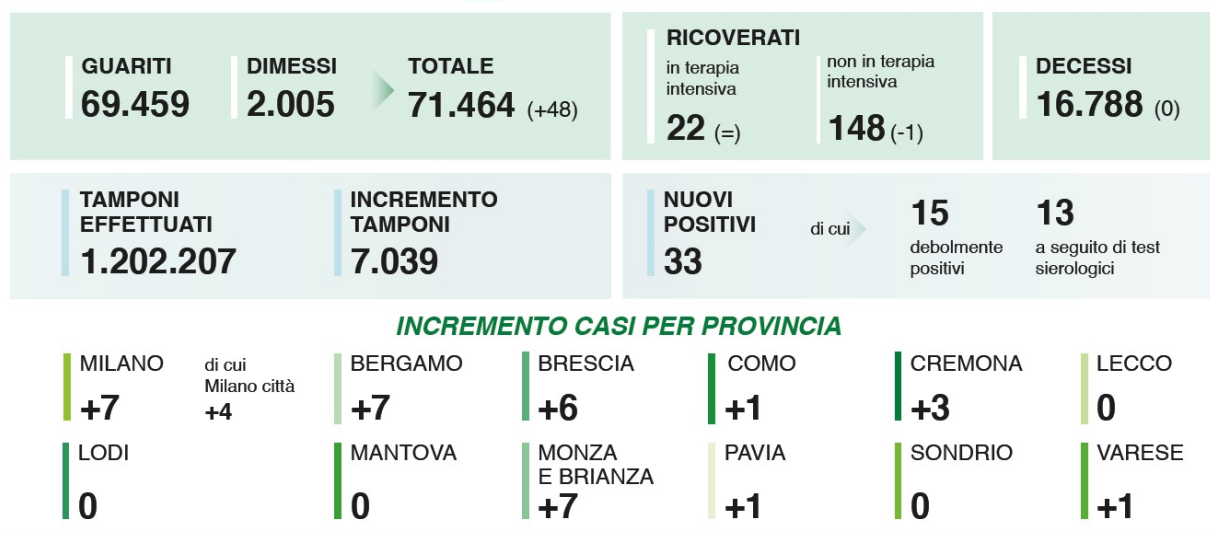 GUARITI
69.459
DIMESSI
2.005
TOTALE
71.464 (+48)
RICOVERATI
in terapia
intensiva
22 (=)
non in terapia
intensiva
148 (-1)
DECESSI
16.788 (0)
TAMPONI
EFFETTUATI
1.202.207
INCREMENTO
TAMPONI
7.039
NUOVI
POSITIVI
33
di cui
15
debolmente
positivi
13
a seguito di test
sierologici
INCREMENTO CASI PER PROVINCIA
MILANO
+7
di cui
Milano città
+4
BERGAMO
+7
BRESCIA
+6
COMO
+1
CREMONA
+3
LECCO
0
LODI
0
MANTOVA
0
MONZA
E BRIANZA
+7
PAVIA
+1
SONDRIO
0
VARESE
+1